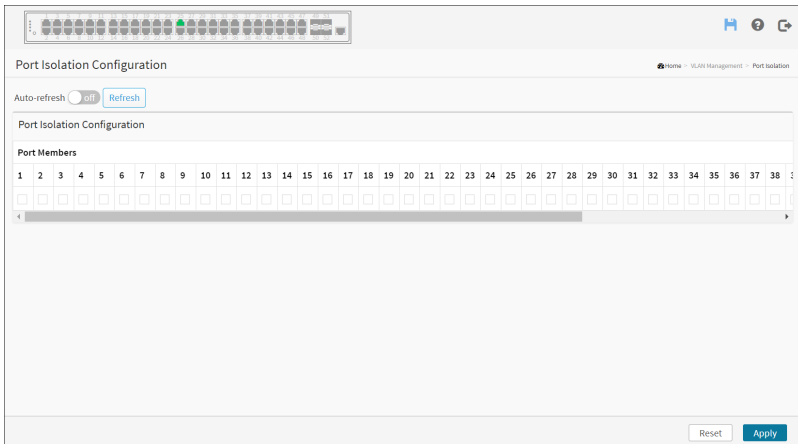 Port Isolation Configuration
Home > VLAN Management > Port Isolation
Auto-refresh off Refresh
Port Isolation Configuration
Port Members
1 2 3 4 5 6 7 8 9 10 11 12 13 14 15 16 17 18 19 20 21 22 23 24 25 26 27 28 29 30 31 32 33 34 35 36 37 38
Reset Apply